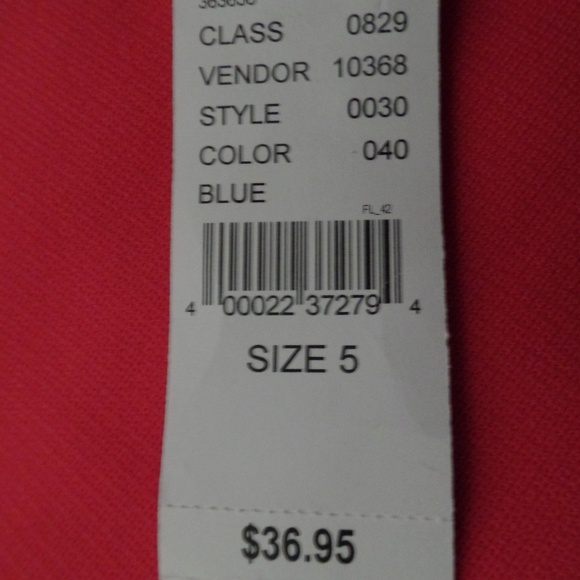 CLASS 0829
VENDOR 10368
STYLE 0030
COLOR 040
BLUE
FL_42
4 00022 37279 4
SIZE 5
$36.95